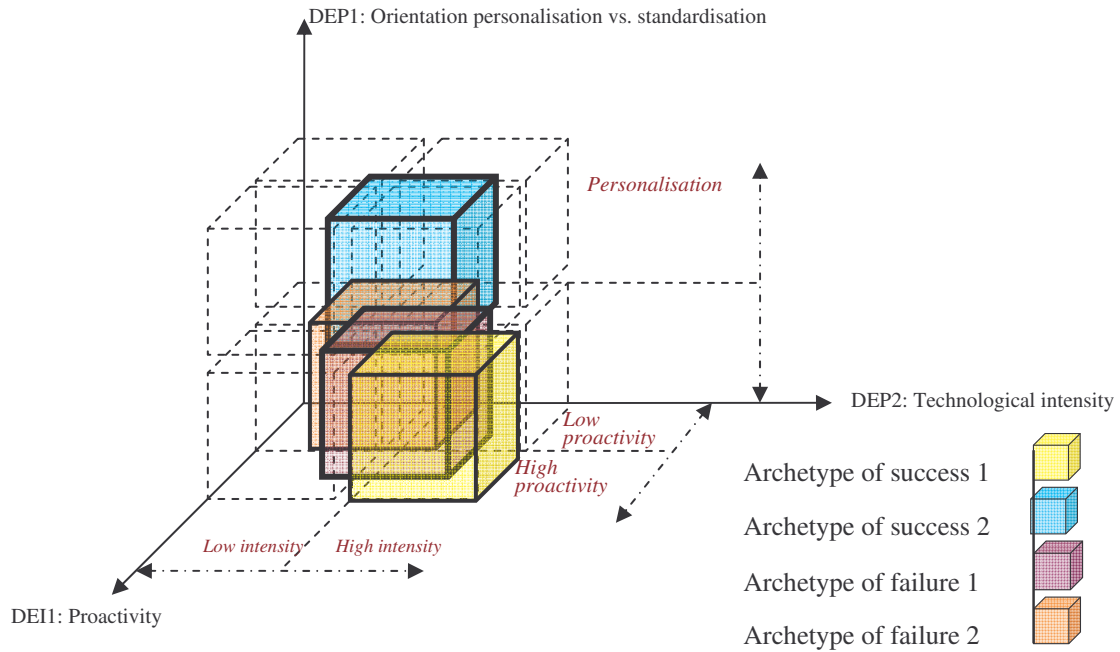 DEP1: Orientation personalisation vs. standardisation
Personalisation
DEP2: Technological intensity
Low
proactivity
High
proactivity
Low intensity
High intensity
DEI1: Proactivity
Archetype of success 1
Archetype of success 2
Archetype of failure 1
Archetype of failure 2